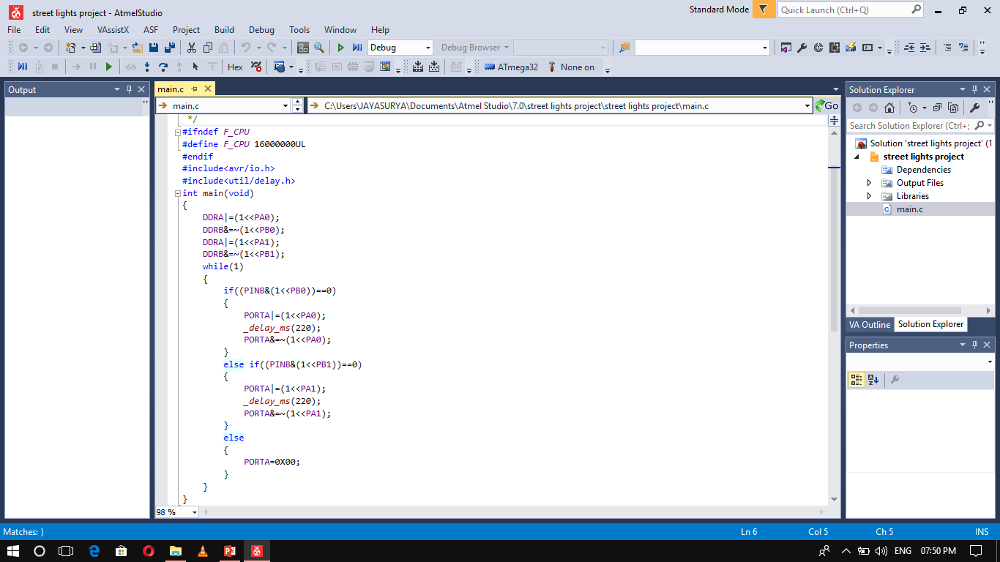 street lights project - AtmelStudio
Standard Mode
Quick Launch (Ctrl+Q)
File Edit View VAssistX ASF Project Build Debug Tools Window Help
Debug
Debug Browser
Hex
ATmega32
None on
Output
main.c
main.c
C:\Users\JAYASURYA\Documents\Atmel Studio\7.0\street lights project\street lights project\main.c
Go
*/
#ifndef F_CPU
#define F_CPU 16000000UL
#endif
#include<avr/io.h>
#include<util/delay.h>
int main(void)
{
DDRA|=(1<<PA0);
DDRB&=~(1<<PB0);
DDRA|=(1<<PA1);
DDRB&=~(1<<PB1);
while(1)
{
if((PINB&(1<<PB0))==0)
{
PORTA|=(1<<PA0);
_delay_ms(220);
PORTA&=~(1<<PA0);
}
else if((PINB&(1<<PB1))==0)
{
PORTA|=(1<<PA1);
_delay_ms(220);
PORTA&=~(1<<PA1);
}
else
{
PORTA=0X00;
}
}
}
98 %
Solution Explorer
Search Solution Explorer (Ctrl+;
Solution 'street lights project' (1
street lights project
Dependencies
Output Files
Libraries
main.c
VA Outline Solution Explorer
Properties
Matches: }
Ln 6 Col 5 Ch 5 INS
ENG 07:50 PM